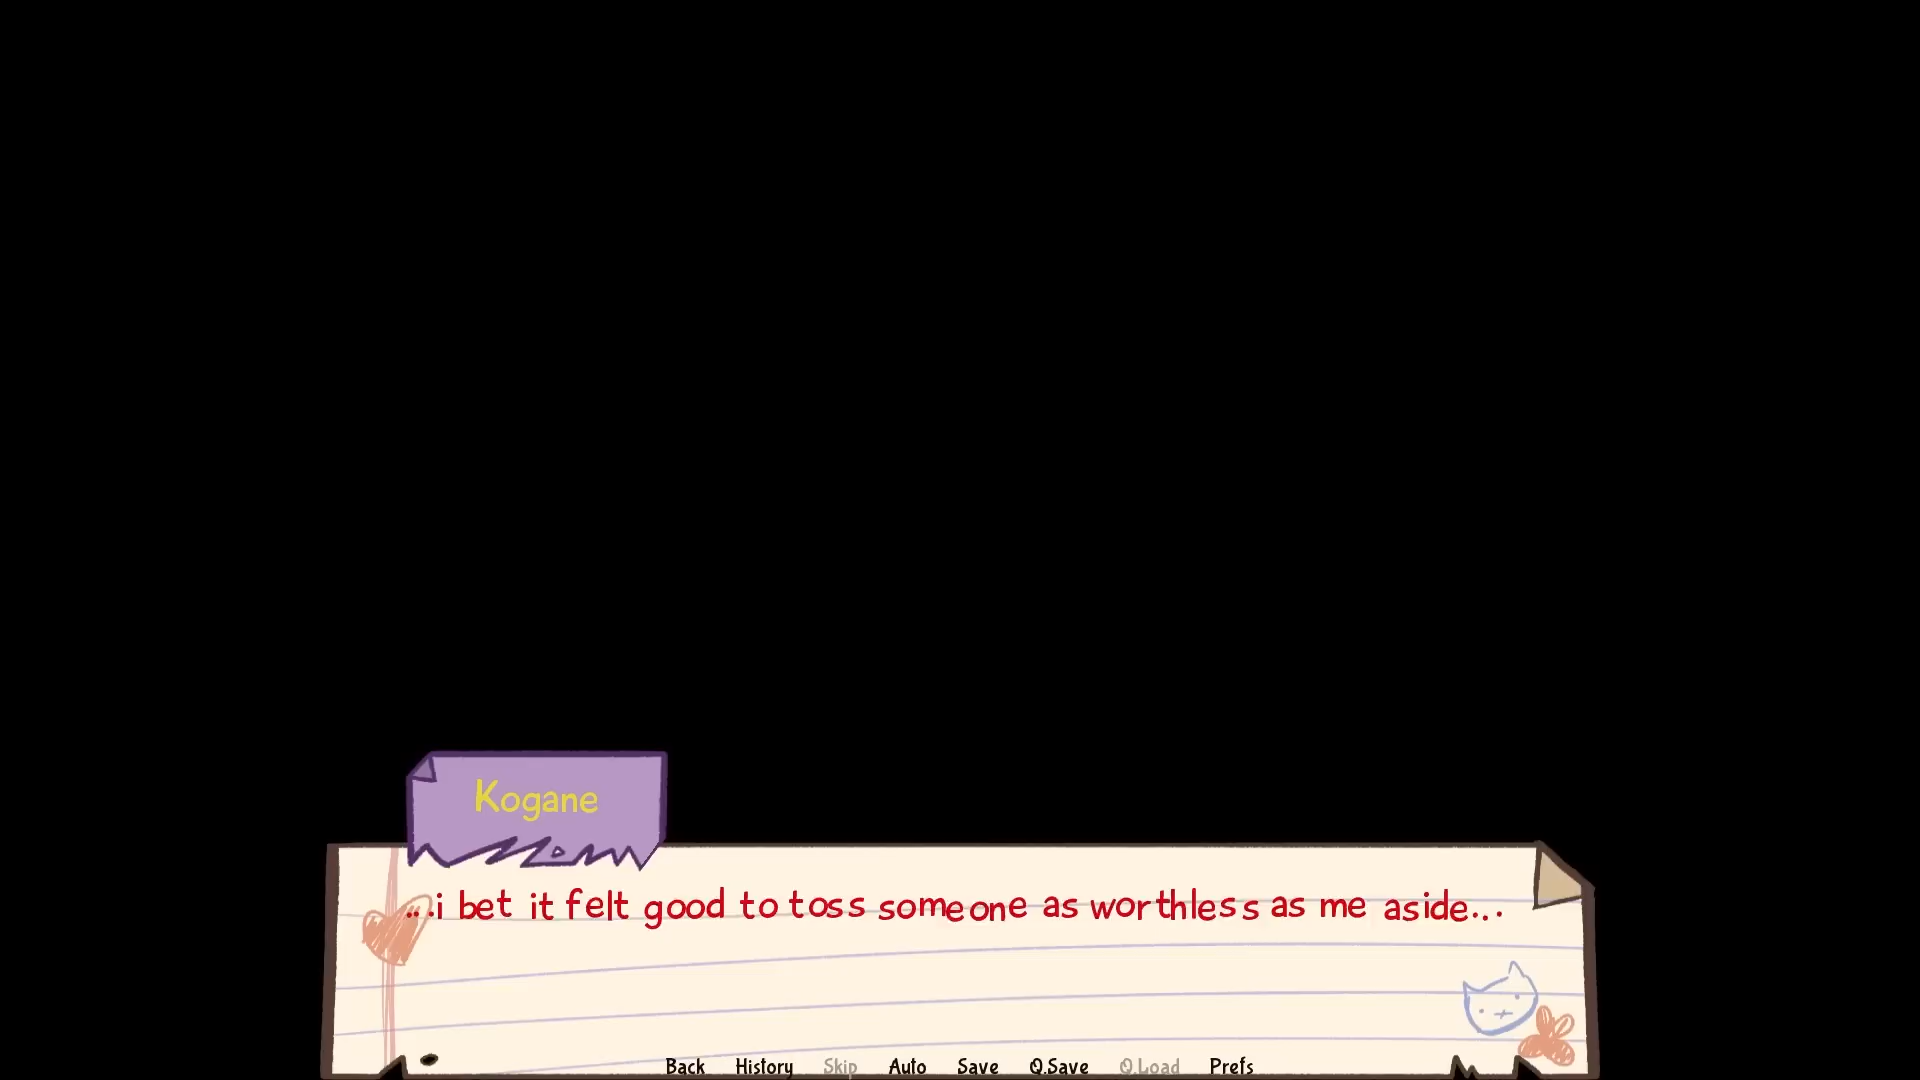 Kogane
...i bet it felt good to toss someone as worthless as me aside...
Back History Skip Auto Save Q.Save Q.Load Prefs